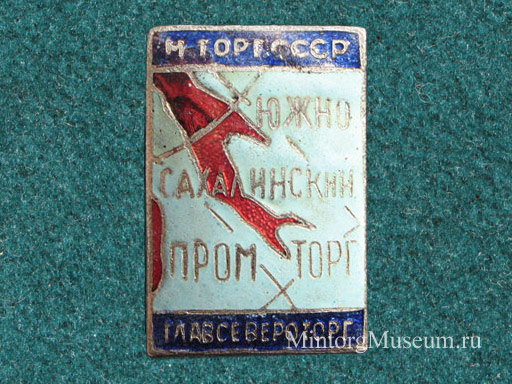 М-ТОРГ.СССР
ЮЖНО
САХАЛИНСКИЙ
ПРОМ ТОРГ
ГЛАВСЕВЕРОТОРГ
MintorgMuseum.ru